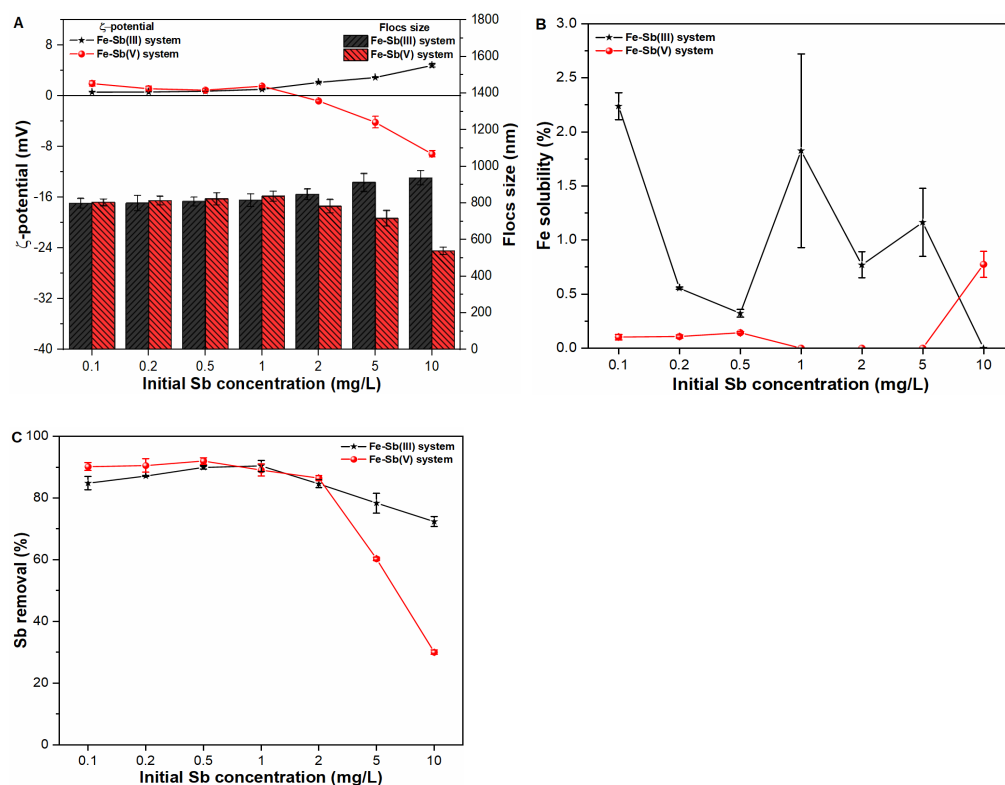 A
ζ-potential
Fe-Sb(III) system
Fe-Sb(V) system
Flocs size
Fe-Sb(III) system
Fe-Sb(V) system
8
0
-8
-16
-24
-32
-40
ζ-potential (mV)
1800
1600
1400
1200
1000
800
600
400
200
0
Flocs size (nm)
0.1 0.2 0.5 1 2 5 10
Initial Sb concentration (mg/L)
B
Fe-Sb(III) system
Fe-Sb(V) system
3.0
2.5
2.0
1.5
1.0
0.5
0.0
Fe solubility (%)
0.1 0.2 0.5 1 2 5 10
Initial Sb concentration (mg/L)
C
Fe-Sb(III) system
Fe-Sb(V) system
100
80
60
40
20
0
Sb removal (%)
0.1 0.2 0.5 1 2 5 10
Initial Sb concentration (mg/L)